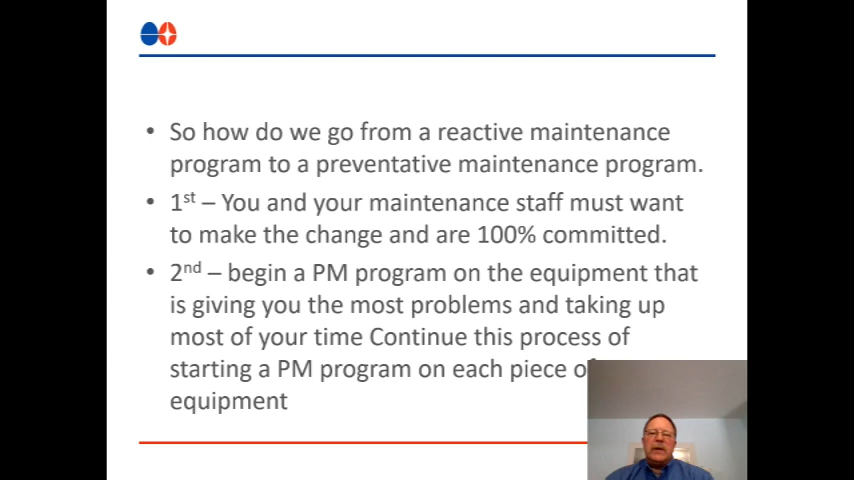 • So how do we go from a reactive maintenance
program to a preventative maintenance program.
• 1st – You and your maintenance staff must want
to make the change and are 100% committed.
• 2nd – begin a PM program on the equipment that
is giving you the most problems and taking up
most of your time Continue this process of
starting a PM program on each piece
equipment